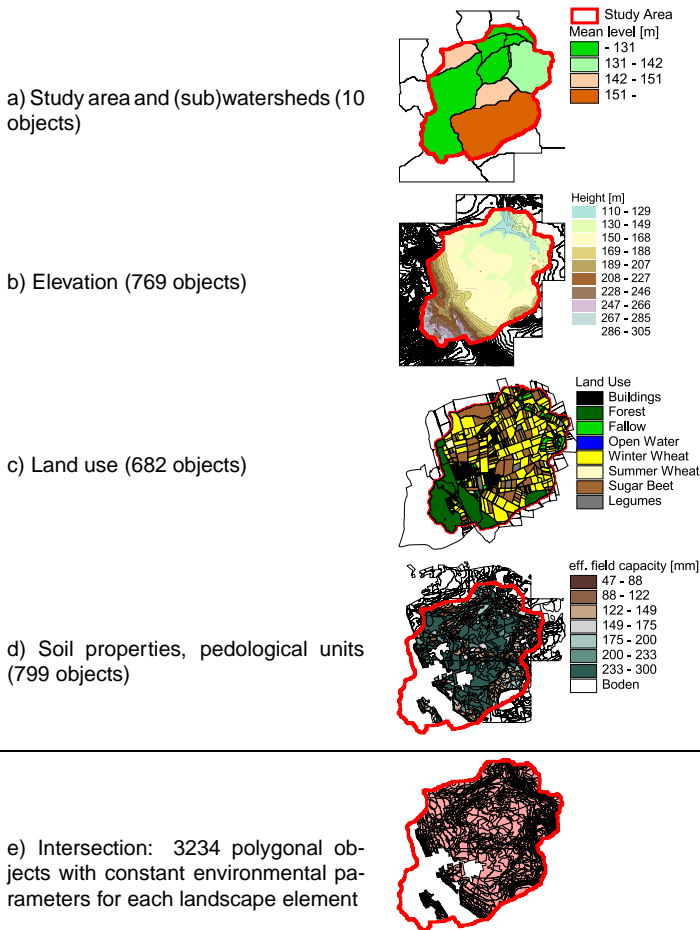 Study Area
Mean level [m]
- 131
131 - 142
142 - 151
151 -
a) Study area and (sub)watersheds (10
objects)
Height [m]
110 - 129
130 - 149
150 - 168
169 - 188
189 - 207
208 - 227
228 - 246
247 - 266
267 - 285
286 - 305
b) Elevation (769 objects)
Land Use
Buildings
Forest
Fallow
Open Water
Winter Wheat
Summer Wheat
Sugar Beet
Legumes
c) Land use (682 objects)
eff. field capacity [mm]
47 - 88
88 - 122
122 - 149
149 - 175
175 - 200
200 - 233
233 - 300
Boden
d) Soil properties, pedological units
(799 objects)
e) Intersection: 3234 polygonal ob-
jects with constant environmental pa-
rameters for each landscape element